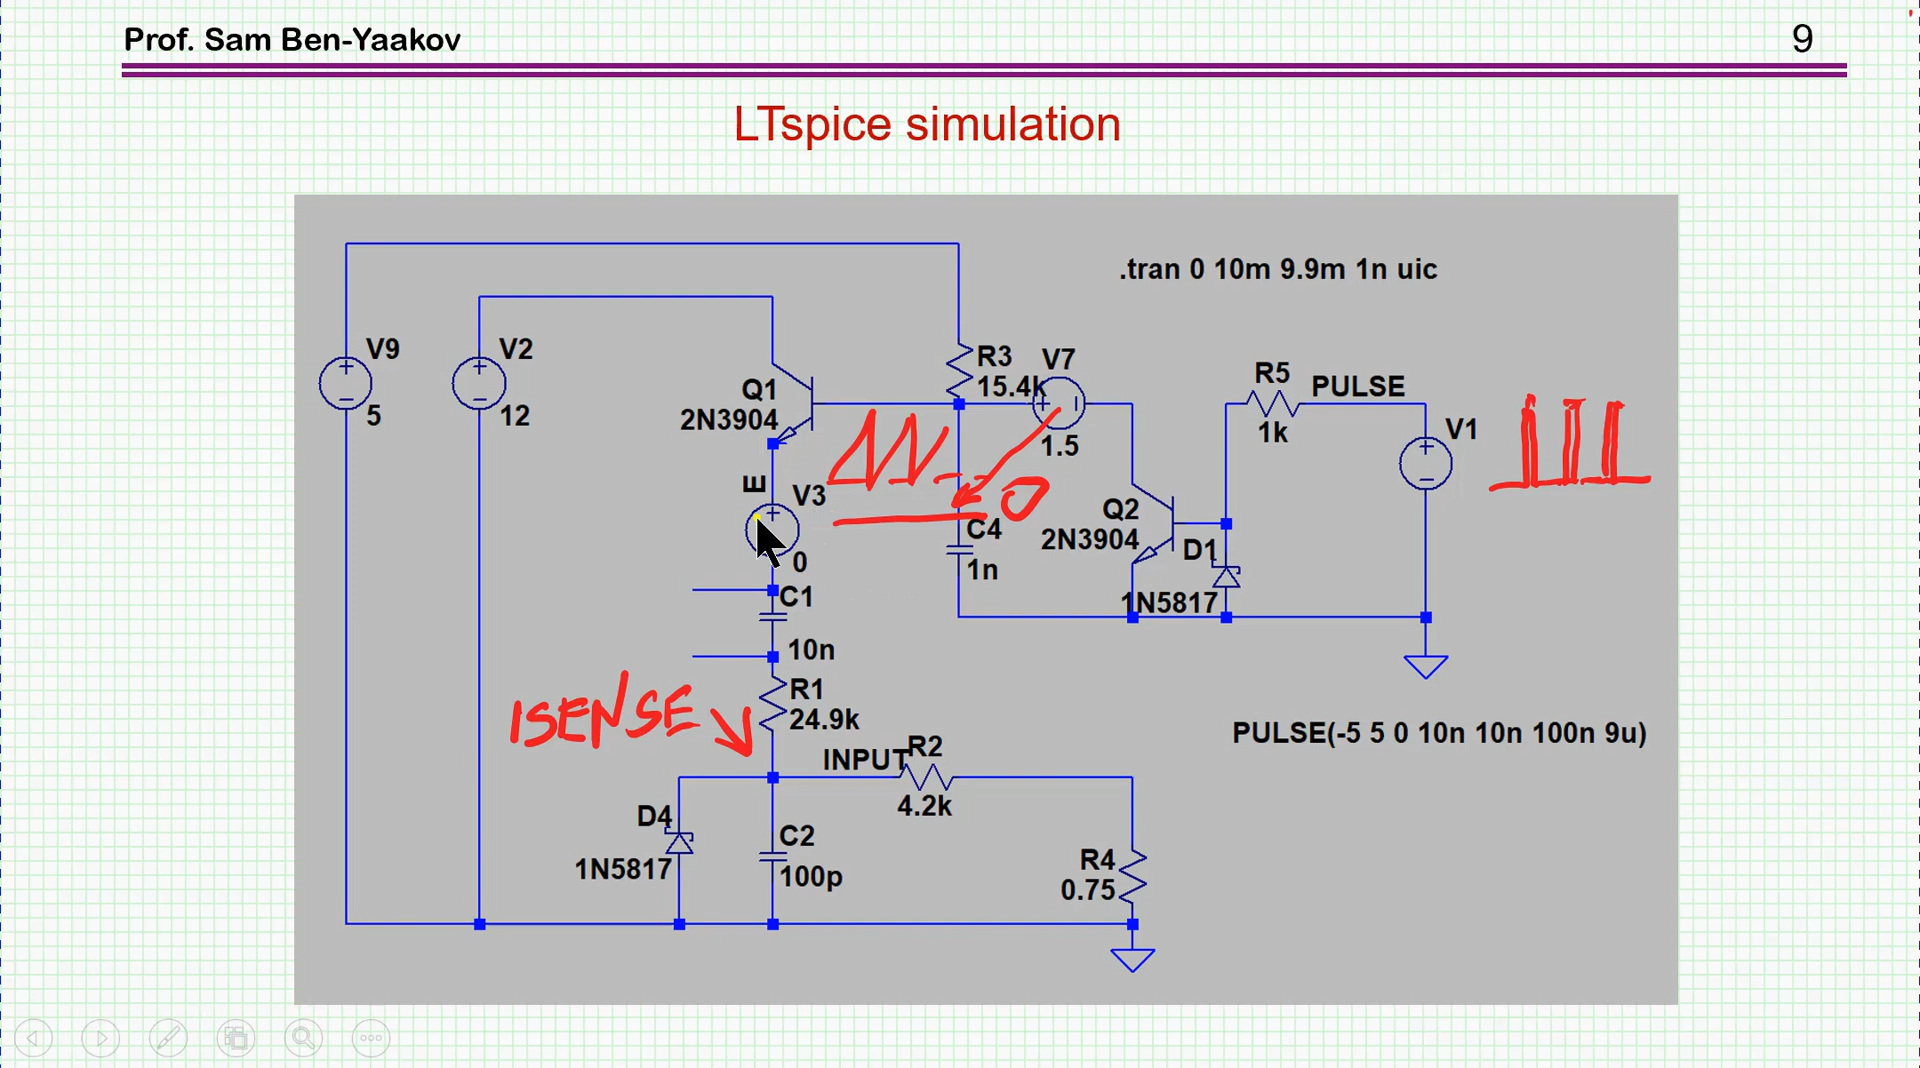 Prof. Sam Ben-Yaakov
9
LTspice simulation
.tran 0 10m 9.9m 1n uic
V9
5
V2
12
Q1
2N3904
R3
15.4k
V7
1.5
R5
1k
PULSE
V1
E
V3
0
0
C4
1n
Q2
2N3904
D1
1N5817
C1
10n
R1
24.9k
ISENSE
INPUT
R2
4.2k
PULSE(-5 5 0 10n 10n 100n 9u)
D4
1N5817
C2
100p
R4
0.75